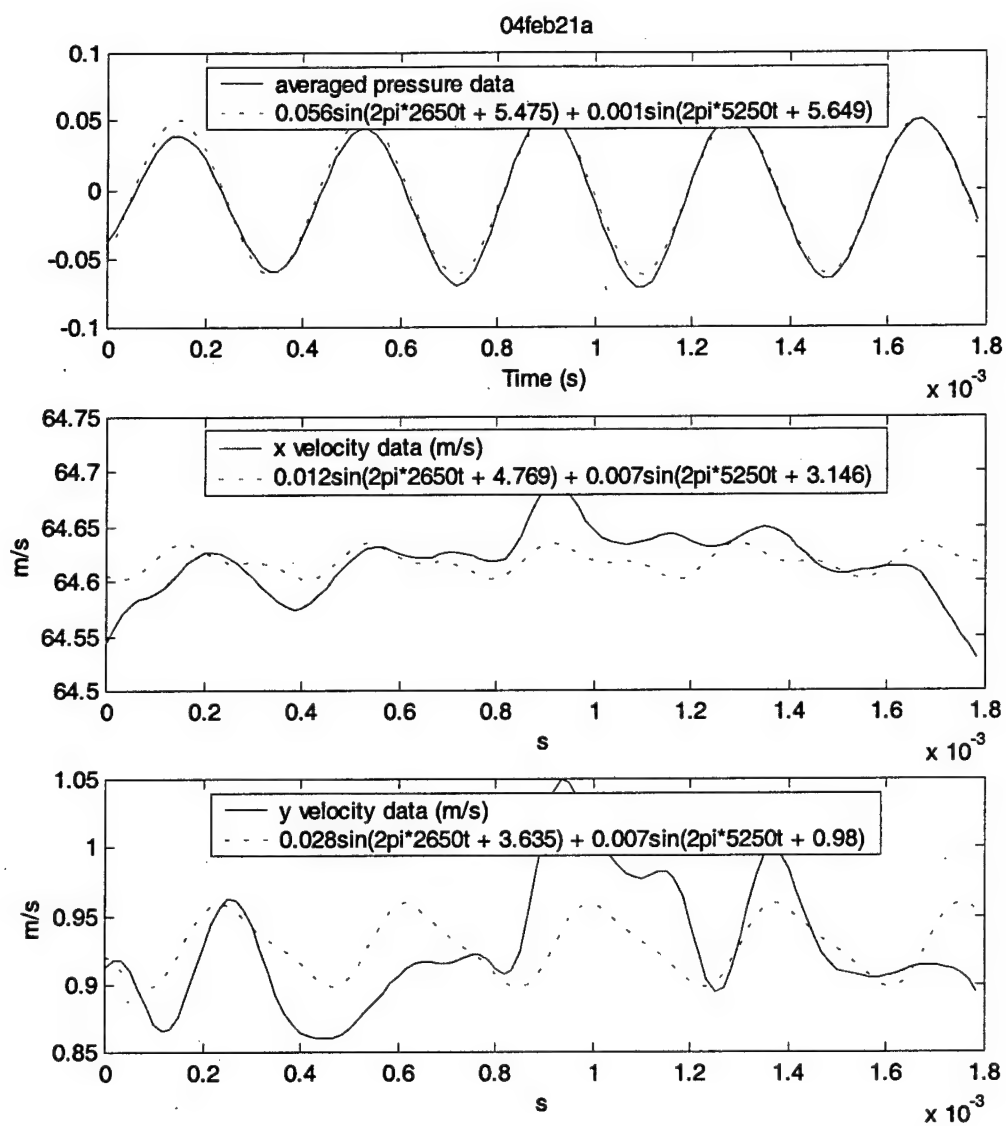 04feb21a
0.1
0.05
0
-0.05
-0.1
averaged pressure data
0.056sin(2pi*2650t + 5.475) + 0.001sin(2pi*5250t + 5.649)
0 0.2 0.4 0.6 0.8 1 1.2 1.4 1.6 1.8
Time (s)
x 10-3
64.75
64.7
64.65
64.6
64.55
64.5
m/s
x velocity data (m/s)
0.012sin(2pi*2650t + 4.769) + 0.007sin(2pi*5250t + 3.146)
0 0.2 0.4 0.6 0.8 1 1.2 1.4 1.6 1.8
s
x 10-3
1.05
1
0.95
0.9
0.85
m/s
y velocity data (m/s)
0.028sin(2pi*2650t + 3.635) + 0.007sin(2pi*5250t + 0.98)
0 0.2 0.4 0.6 0.8 1 1.2 1.4 1.6 1.8
s
x 10-3